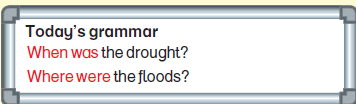 Today's grammar
When was the drought?
Where were the floods?